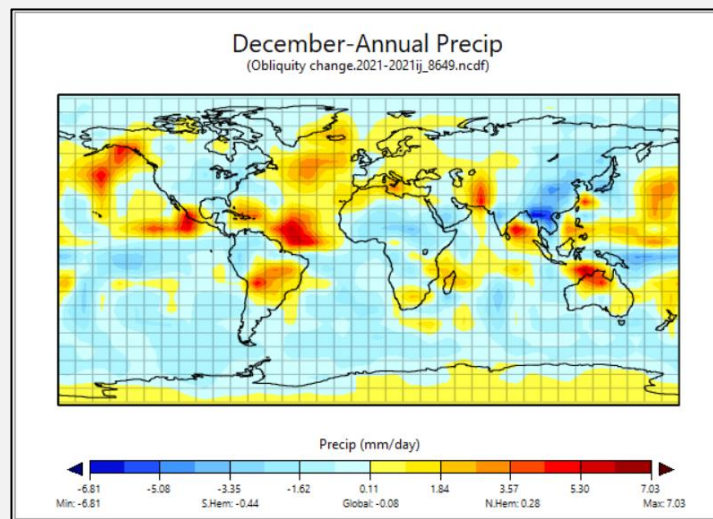 December-Annual Precip
(Obliquity change.2021-2021ij_8649.ncdf)
Precip (mm/day)
-6.81 -5.08 -3.35 -1.62 0.11 1.84 3.57 5.30 7.03
Min: -6.81 S.Hem: -0.44 Global: -0.08 N.Hem: 0.28 Max: 7.03